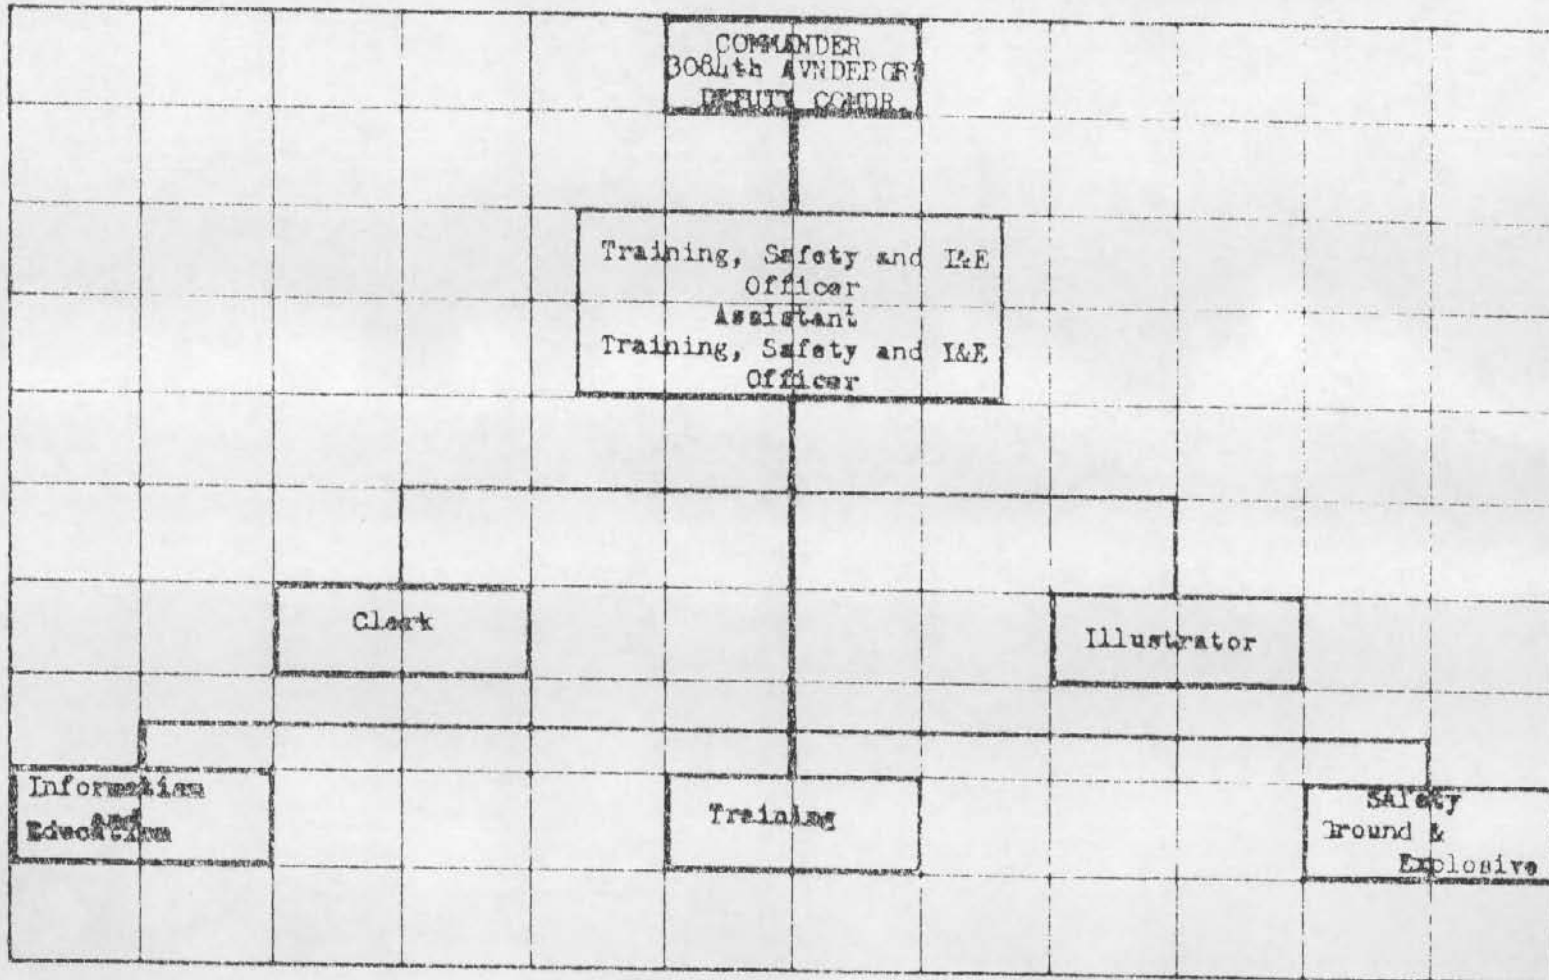 COMMANDER
3084th AVNDEPGRP
DEPUTY COMDR
Training, Safety and I&E
Officer
Assistant
Training, Safety and I&E
Officer
Clerk
Illustrator
Information
and
Education
Training
SAfety
Ground &
Explosive